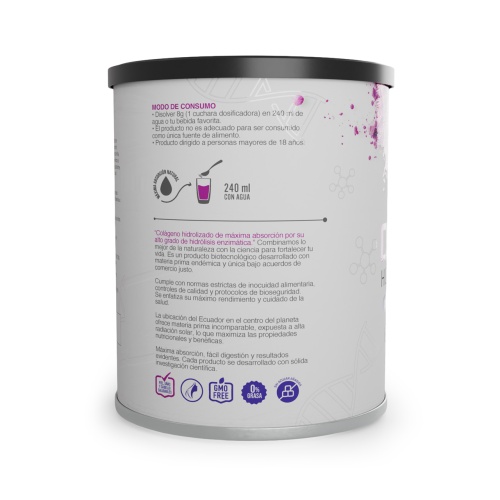 MODO DE CONSUMO
• Disolver 8g (1 cuchara dosificadora) en 240 ml de
agua o tu bebida favorita.
• El producto no es adecuado para ser consumido
como única fuente de alimento.
• Producto dirigido a personas mayores de 18 años.
MÁXIMA ABSORCIÓN NATURAL
240 ml
CON AGUA
"Colágeno hidrolizado de máxima absorción por su
alto grado de hidrólisis enzimática." Combinamos lo
mejor de la naturaleza con la ciencia para fortalecer tu
vida. Es un producto biotecnológico desarrollado con
materia prima endémica y única bajo acuerdos de
comercio justo.
Cumple con normas estrictas de inocuidad alimentaria,
controles de calidad y protocolos de bioseguridad.
Se enfatiza su máximo rendimiento y cuidado de la
salud.
La ubicación del Ecuador en el centro del planeta
ofrece materia prima incomparable, expuesta a alta
radiación solar, lo que maximiza las propiedades
nutricionales y benéficas.
Máxima absorción, fácil digestión y resultados
evidentes. Cada producto se desarrollado con sólida
investigación científica.
GMO
FREE
0%
GRASA